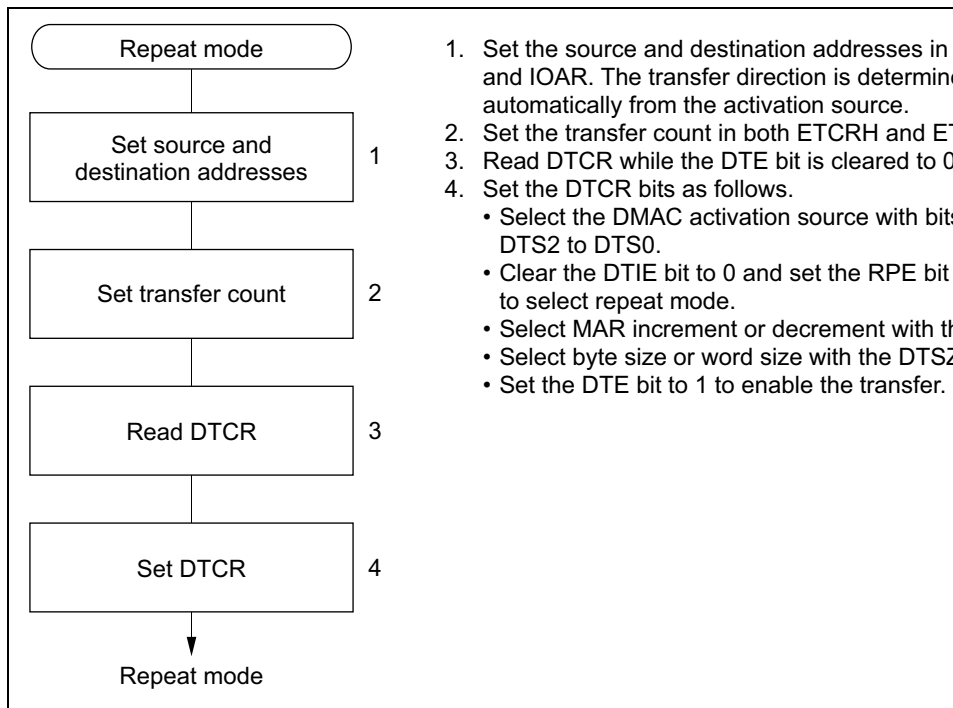 Repeat mode
Set source and
destination addresses
1
Set transfer count
2
Read DTCR
3
Set DTCR
4
Repeat mode
1. Set the source and destination addresses in
and IOAR. The transfer direction is
automatically from the activation source.
2. Set the transfer count in both ETCRH and
3. Read DTCR while the DTE bit is cleared to 0
4. Set the DTCR bits as follows.
• Select the DMAC activation source with
DTS2 to DTS0.
• Clear the DTIE bit to 0 and set the RPE bit
to select repeat mode.
• Select MAR increment or decrement with
• Select byte size or word size with the
• Set the DTE bit to 1 to enable the transfer.